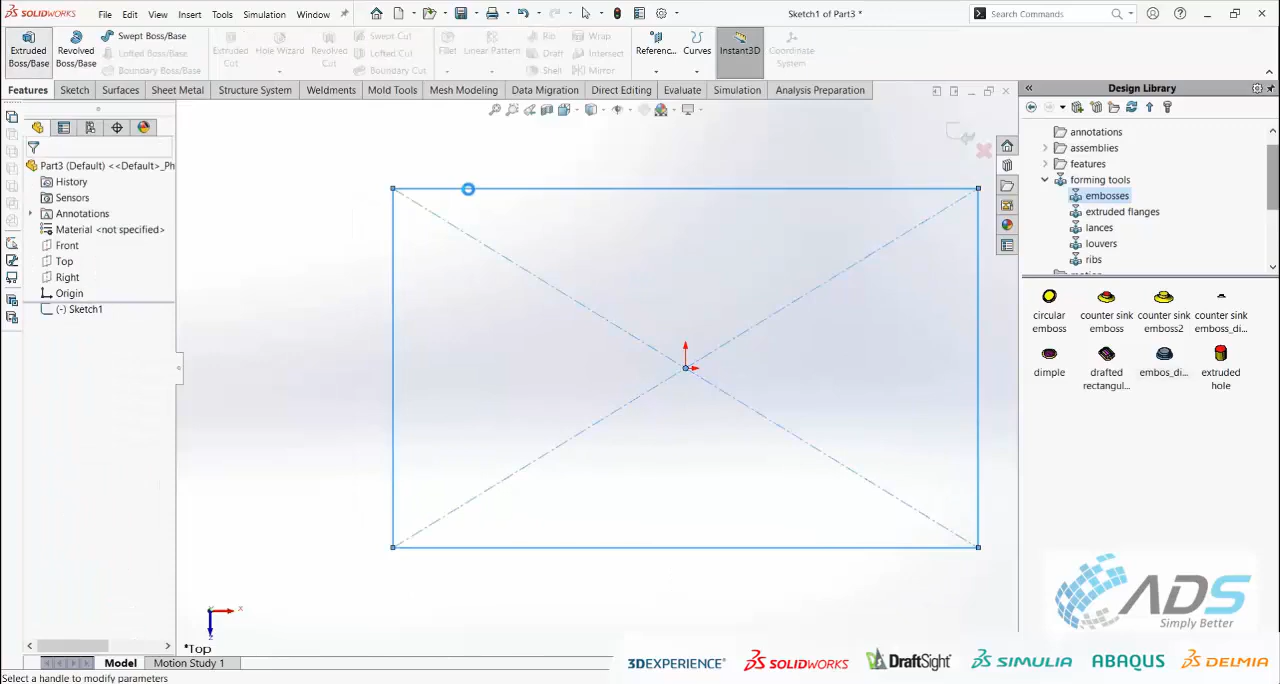 SOLIDWORKS File Edit View Insert Tools Simulation Window Sketch1 of Part3 * Search Commands
Extruded Boss/Base Revolved Boss/Base Swept Boss/Base Lofted Boss/Base Boundary Boss/Base Extruded Cut Hole Wizard Revolved Cut Swept Cut Lofted Cut Boundary Cut Fillet Linear Pattern Rib Draft Shell Wrap Intersect Mirror Referenc... Curves Instant3D Coordinate System
Features Sketch Surfaces Sheet Metal Structure System Weldments Mold Tools Mesh Modeling Data Migration Direct Editing Evaluate Simulation Analysis Preparation
Design Library
Part3 (Default) <<Default>_Ph
History
Sensors
Annotations
Material <not specified>
Front
Top
Right
Origin
(-) Sketch1
annotations
assemblies
features
forming tools
embosses
extruded flanges
lances
louvers
ribs
circular emboss
counter sink emboss
counter sink emboss2
counter sink emboss_di...
dimple
drafted rectangul...
embos_di...
extruded hole
x
*Top
ADS
Simply Better
Model Motion Study 1
3DEXPERIENCE SOLIDWORKS DraftSight SIMULIA ABAQUS DELMIA
Select a handle to modify parameters